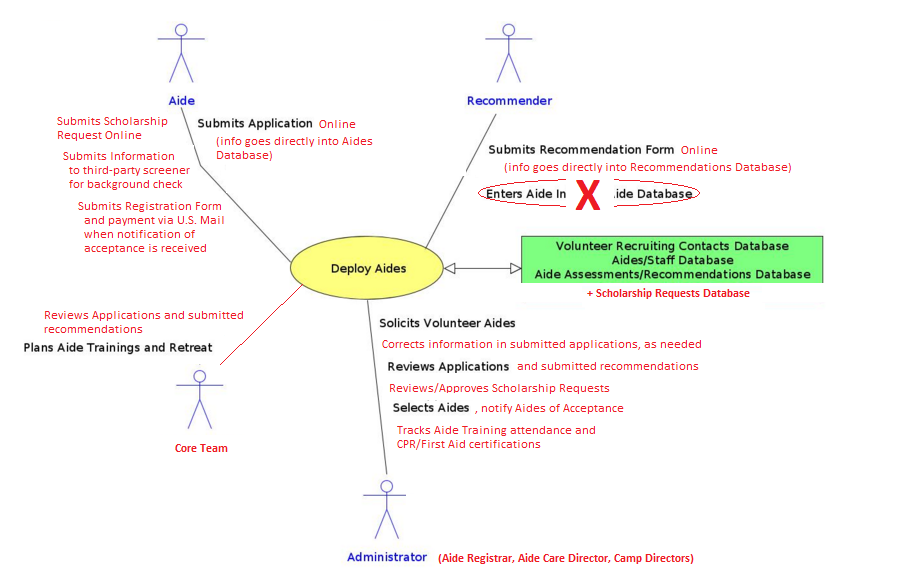 Aide
Recommender
Submits Scholarship
Request Online
Submits Application Online
(info goes directly into Aides
Database)
Submits Information
to third-party screener
for background check
Submits Registration Form
and payment via U.S. Mail
when notification of
acceptance is received
Submits Recommendation Form Online
(info goes directly into Recommendations Database)
Enters Aide In X Aide Database
Deploy Aides
Volunteer Recruiting Contacts Database
Aides/Staff Database
Aide Assessments/Recommendations Database
+ Scholarship Requests Database
Reviews Applications and submitted
recommendations
Plans Aide Trainings and Retreat
Core Team
Solicits Volunteer Aides
Corrects information in submitted applications, as needed
Reviews Applications and submitted recommendations
Reviews/Approves Scholarship Requests
Selects Aides , notify Aides of Acceptance
Tracks Aide Training attendance and
CPR/First Aid certifications
Administrator (Aide Registrar, Aide Care Director, Camp Directors)